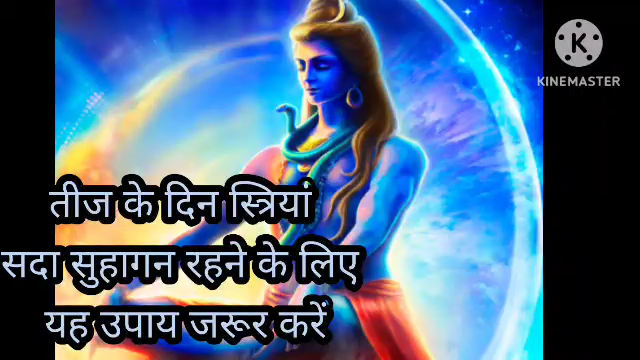 KINEMASTER
तीज के दिन स्त्रियां
सदा सुहागन रहने के लिए
यह उपाय जरूर करें